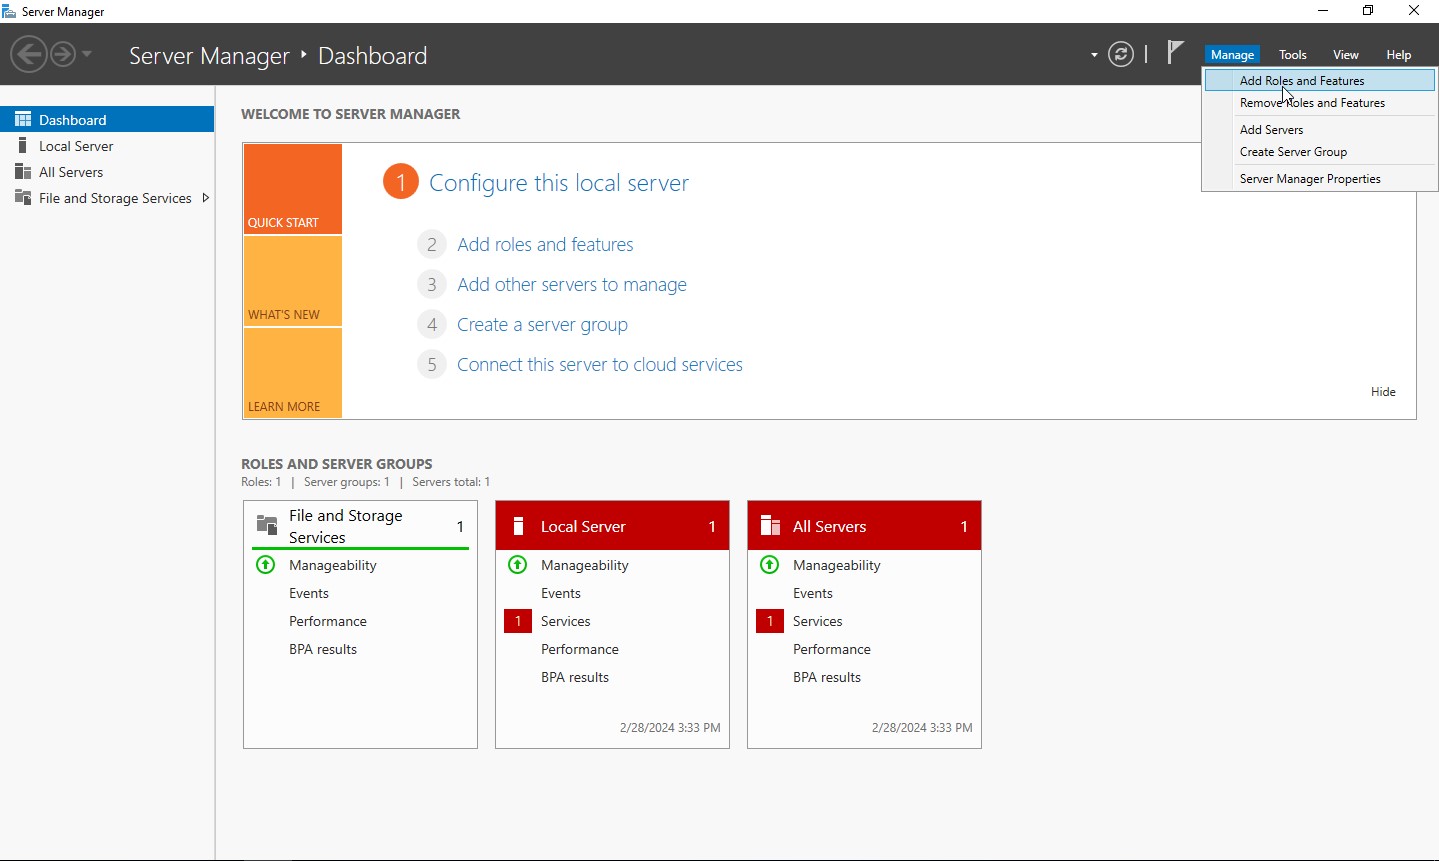 Server Manager
Server Manager ‣ Dashboard
Manage Tools View Help
Add Roles and Features
Remove Roles and Features
Add Servers
Create Server Group
Server Manager Properties
Dashboard
Local Server
All Servers
File and Storage Services
WELCOME TO SERVER MANAGER
QUICK START
WHAT'S NEW
LEARN MORE
1 Configure this local server
2 Add roles and features
3 Add other servers to manage
4 Create a server group
5 Connect this server to cloud services
Hide
ROLES AND SERVER GROUPS
Roles: 1 | Server groups: 1 | Servers total: 1
File and Storage
Services
1
Manageability
Events
Performance
BPA results
Local Server 1
Manageability
Events
1 Services
Performance
BPA results
2/28/2024 3:33 PM
All Servers 1
Manageability
Events
1 Services
Performance
BPA results
2/28/2024 3:33 PM